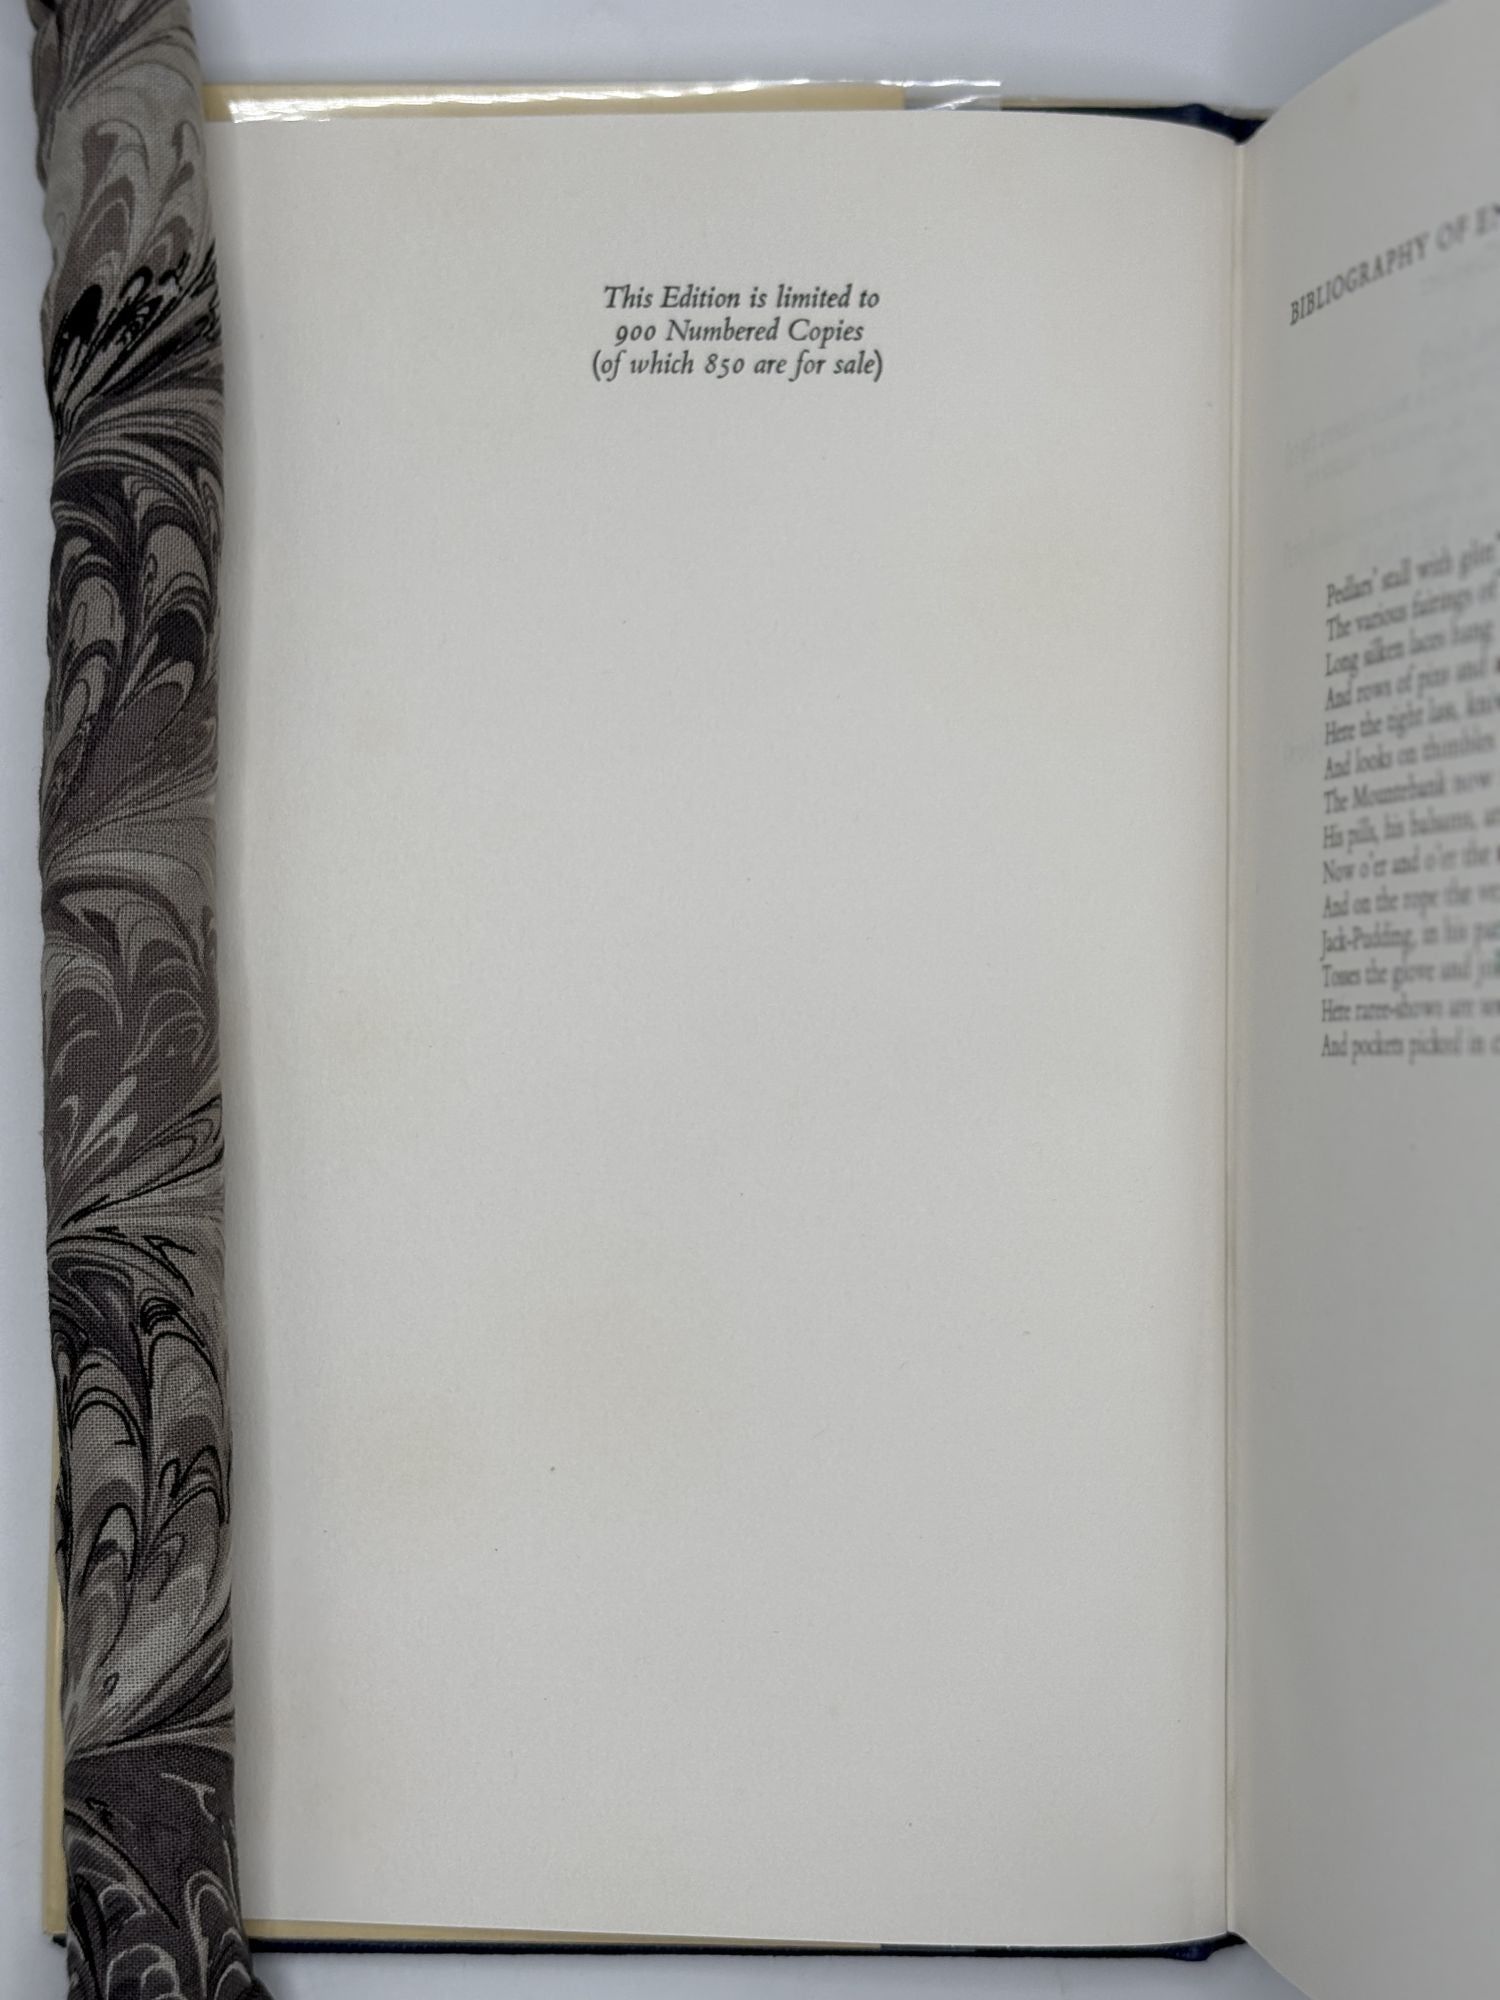 This Edition is limited to
900 Numbered Copies
(of which 850 are for sale)
BIBLIOGRAPHY OF EN
Pedlars' stall with
The various fairings of
Long silken laces hang
And rows of pins and
Here the tight lass,
And looks on thimbles
The Mountebank now
His pills, his balsams,
Now o'er and o'er the
And on the rope the
Jack-Pudding, in his
Tosses the glove and
Here raree-shows are
And pockets picked in